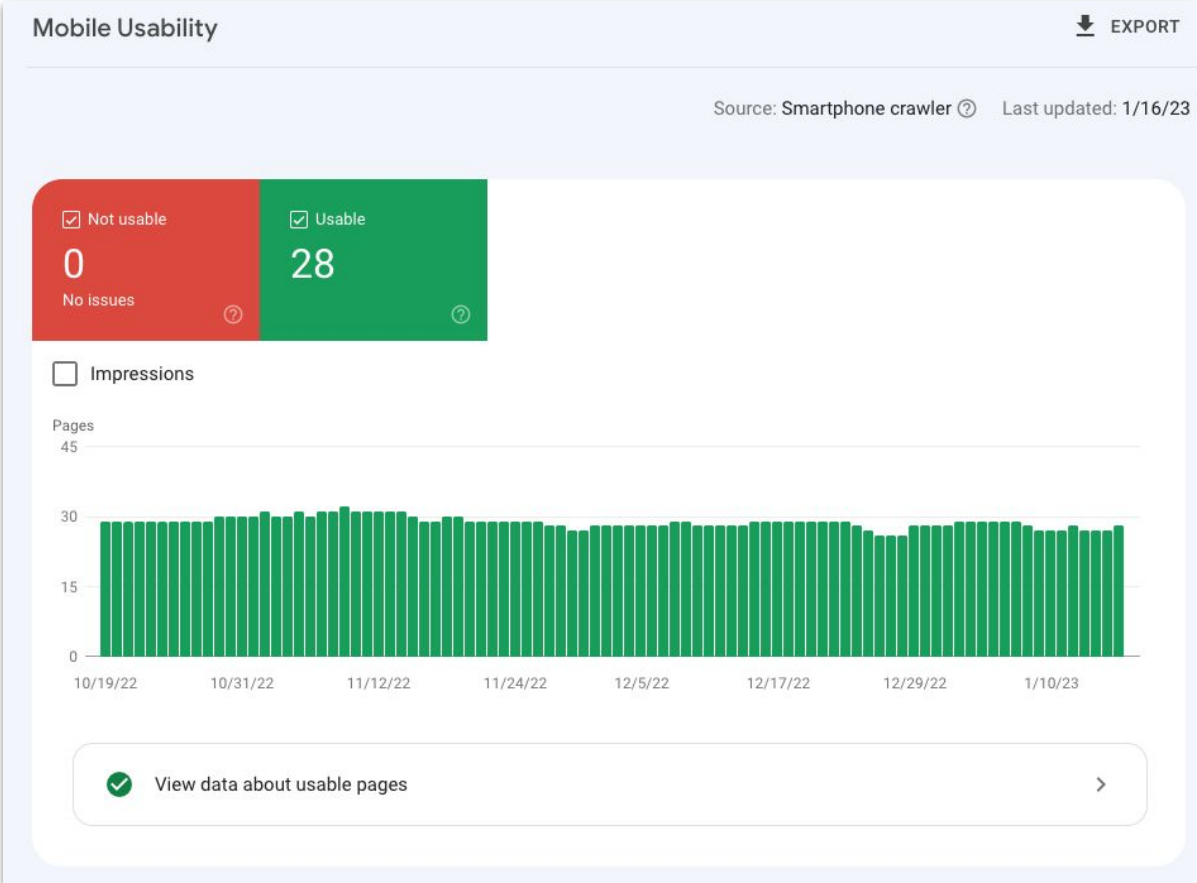 Mobile Usability
EXPORT
Source: Smartphone crawler Last updated: 1/16/23
Not usable
0
No issues
Usable
28
Impressions
Pages
45
30
15
0
10/19/22 10/31/22 11/12/22 11/24/22 12/5/22 12/17/22 12/29/22 1/10/23
View data about usable pages